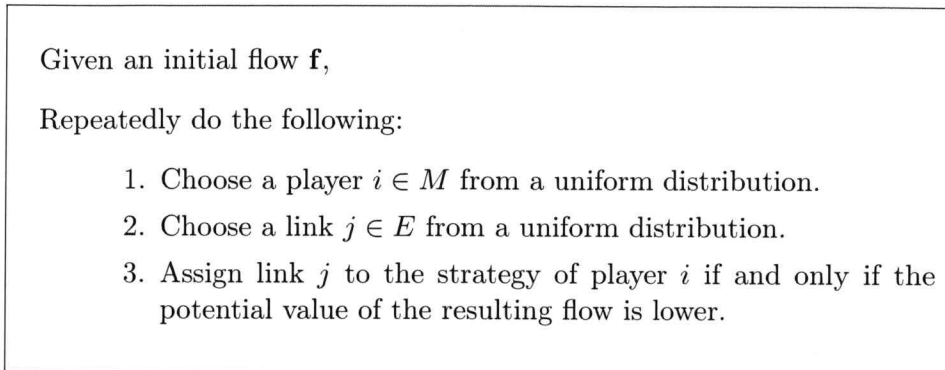 Given an initial flow f,
Repeatedly do the following:
1. Choose a player i ∈ M from a uniform distribution.
2. Choose a link j ∈ E from a uniform distribution.
3. Assign link j to the strategy of player i if and only if the
potential value of the resulting flow is lower.